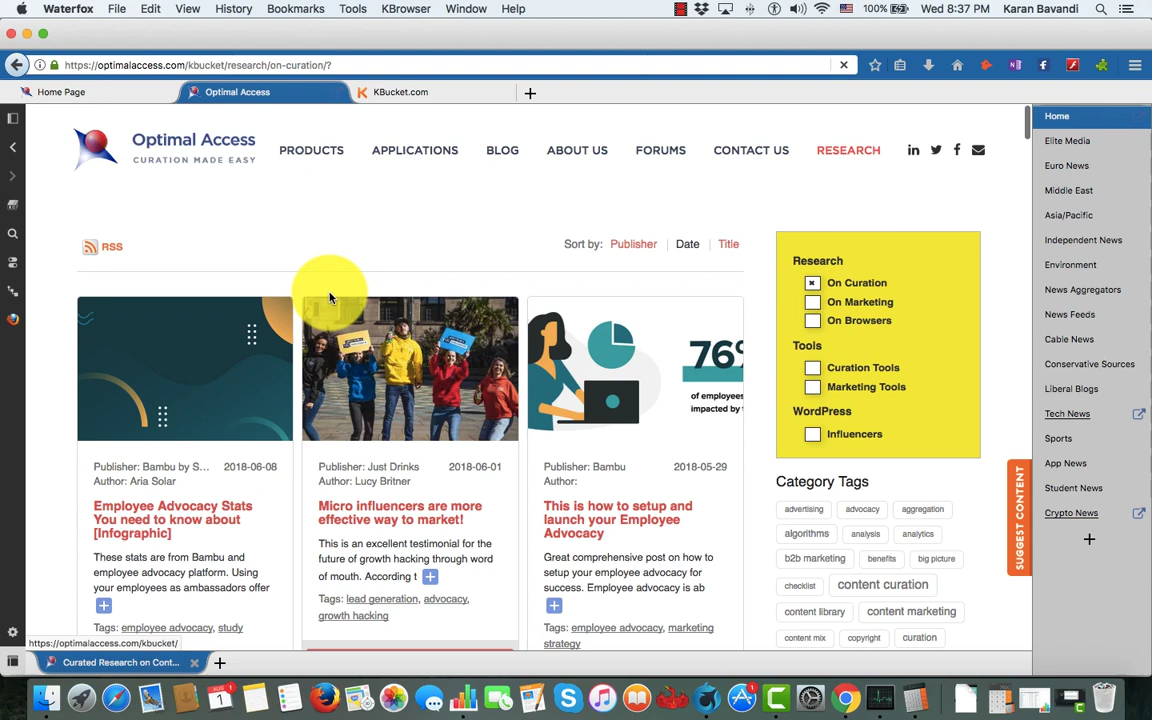 Waterfox File Edit View History Bookmarks Tools KBrowser Window Help 100% Wed 8:37 PM Karan Bavandi
https://optimalaccess.com/kbucket/research/on-curation/?
Home Page Optimal Access KBucket.com
Optimal Access
CURATION MADE EASY
PRODUCTS APPLICATIONS BLOG ABOUT US FORUMS CONTACT US RESEARCH
RSS
Sort by: Publisher Date Title
Publisher: Bambu by S... 2018-06-08
Author: Aria Solar
Employee Advocacy Stats
You need to know about
[Infographic]
These stats are from Bambu and
employee advocacy platform. Using
your employees as ambassadors offer
Tags: employee advocacy, study
Publisher: Just Drinks 2018-06-01
Author: Lucy Britner
Micro influencers are more
effective way to market!
This is an excellent testimonial for the
future of growth hacking through word
of mouth. According t
Tags: lead generation, advocacy,
growth hacking
76%
of employees
impacted by
Publisher: Bambu 2018-05-29
Author:
This is how to setup and
launch your Employee
Advocacy
Great comprehensive post on how to
setup your employee advocacy for
success. Employee advocacy is ab
Tags: employee advocacy, marketing
strategy
Research
On Curation
On Marketing
On Browsers
Tools
Curation Tools
Marketing Tools
WordPress
Influencers
Category Tags
advertising advocacy aggregation
algorithms analysis analytics
b2b marketing benefits big picture
checklist content curation
content library content marketing
content mix copyright curation
SUGGEST CONTENT
Home
Elite Media
Euro News
Middle East
Asia/Pacific
Independent News
Environment
News Aggregators
News Feeds
Cable News
Conservative Sources
Liberal Blogs
Tech News
Sports
App News
Student News
Crypto News
https://optimalaccess.com/kbucket/
Curated Research on Cont...